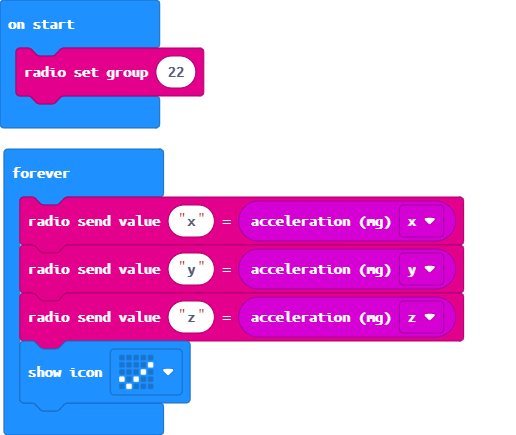 on start
radio set group 22
forever
radio send value "x" = acceleration (mg) x
radio send value "y" = acceleration (mg) y
radio send value "z" = acceleration (mg) z
show icon